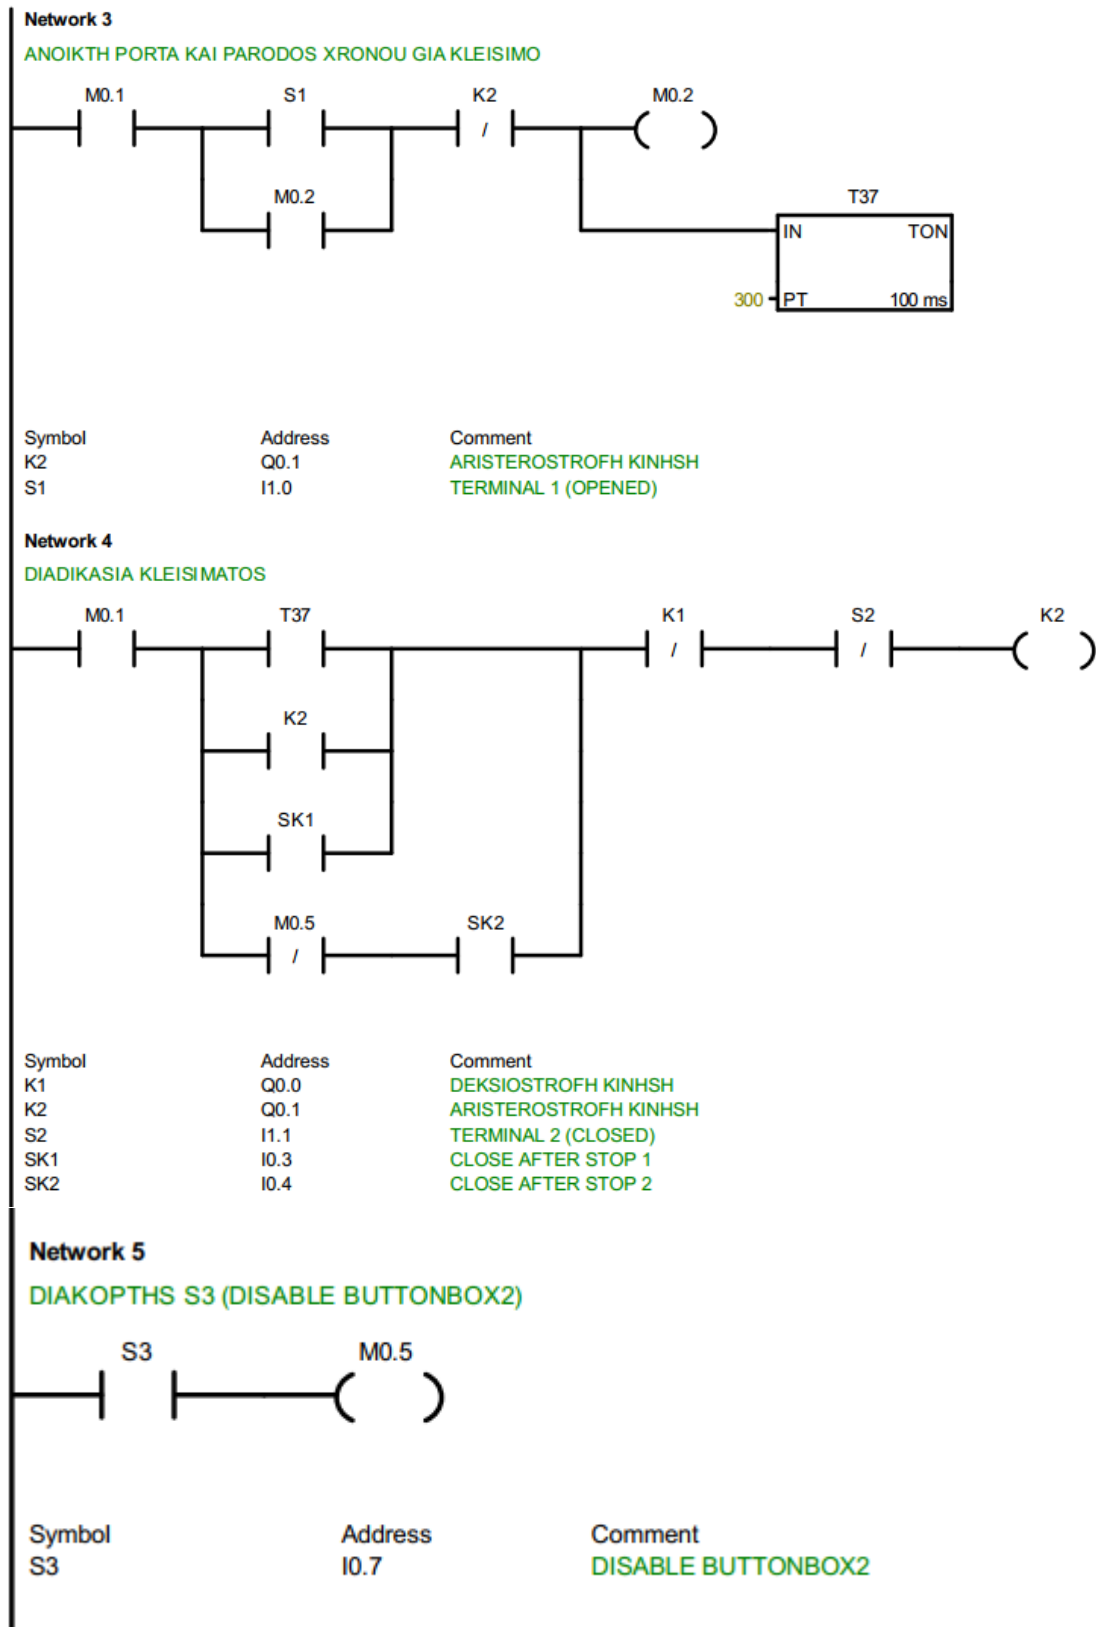 Network 3
ANOIKTH PORTA KAI PARODOS XRONOU GIA KLEISIMO
M0.1 S1 K2 M0.2
/
M0.2 T37
IN TON
300 PT 100 ms
Symbol Address Comment
K2 Q0.1 ARISTEROSTROFH KINHSH
S1 I1.0 TERMINAL 1 (OPENED)
Network 4
DIADIKASIA KLEISIMATOS
M0.1 T37 K1 S2 K2
/ /
K2
SK1
M0.5 SK2
/
Symbol Address Comment
K1 Q0.0 DEKSIOSTROFH KINHSH
K2 Q0.1 ARISTEROSTROFH KINHSH
S2 I1.1 TERMINAL 2 (CLOSED)
SK1 I0.3 CLOSE AFTER STOP 1
SK2 I0.4 CLOSE AFTER STOP 2
Network 5
DIAKOPTHS S3 (DISABLE BUTTONBOX2)
S3 M0.5
Symbol Address Comment
S3 I0.7 DISABLE BUTTONBOX2